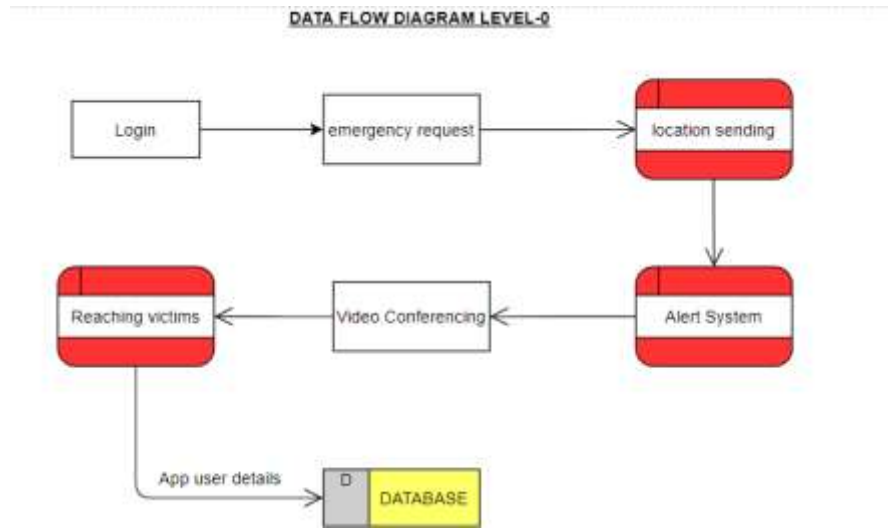 DATA FLOW DIAGRAM LEVEL-0
Login
emergency request
location sending
Reaching victims
Video Conferencing
Alert System
App user details
D
DATABASE